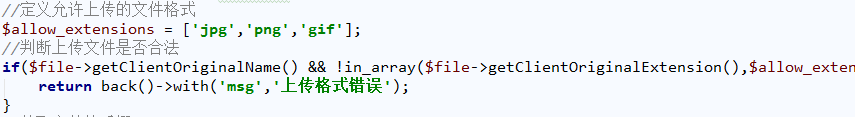 //定义允许上传的文件格式
$allow_extensions = ['jpg','png','gif'];
//判断上传文件是否合法
if($file->getClientOriginalName() && !in_array($file->getClientOriginalExtension(),$allow_exten
return back()->with('msg','上传格式错误');
}